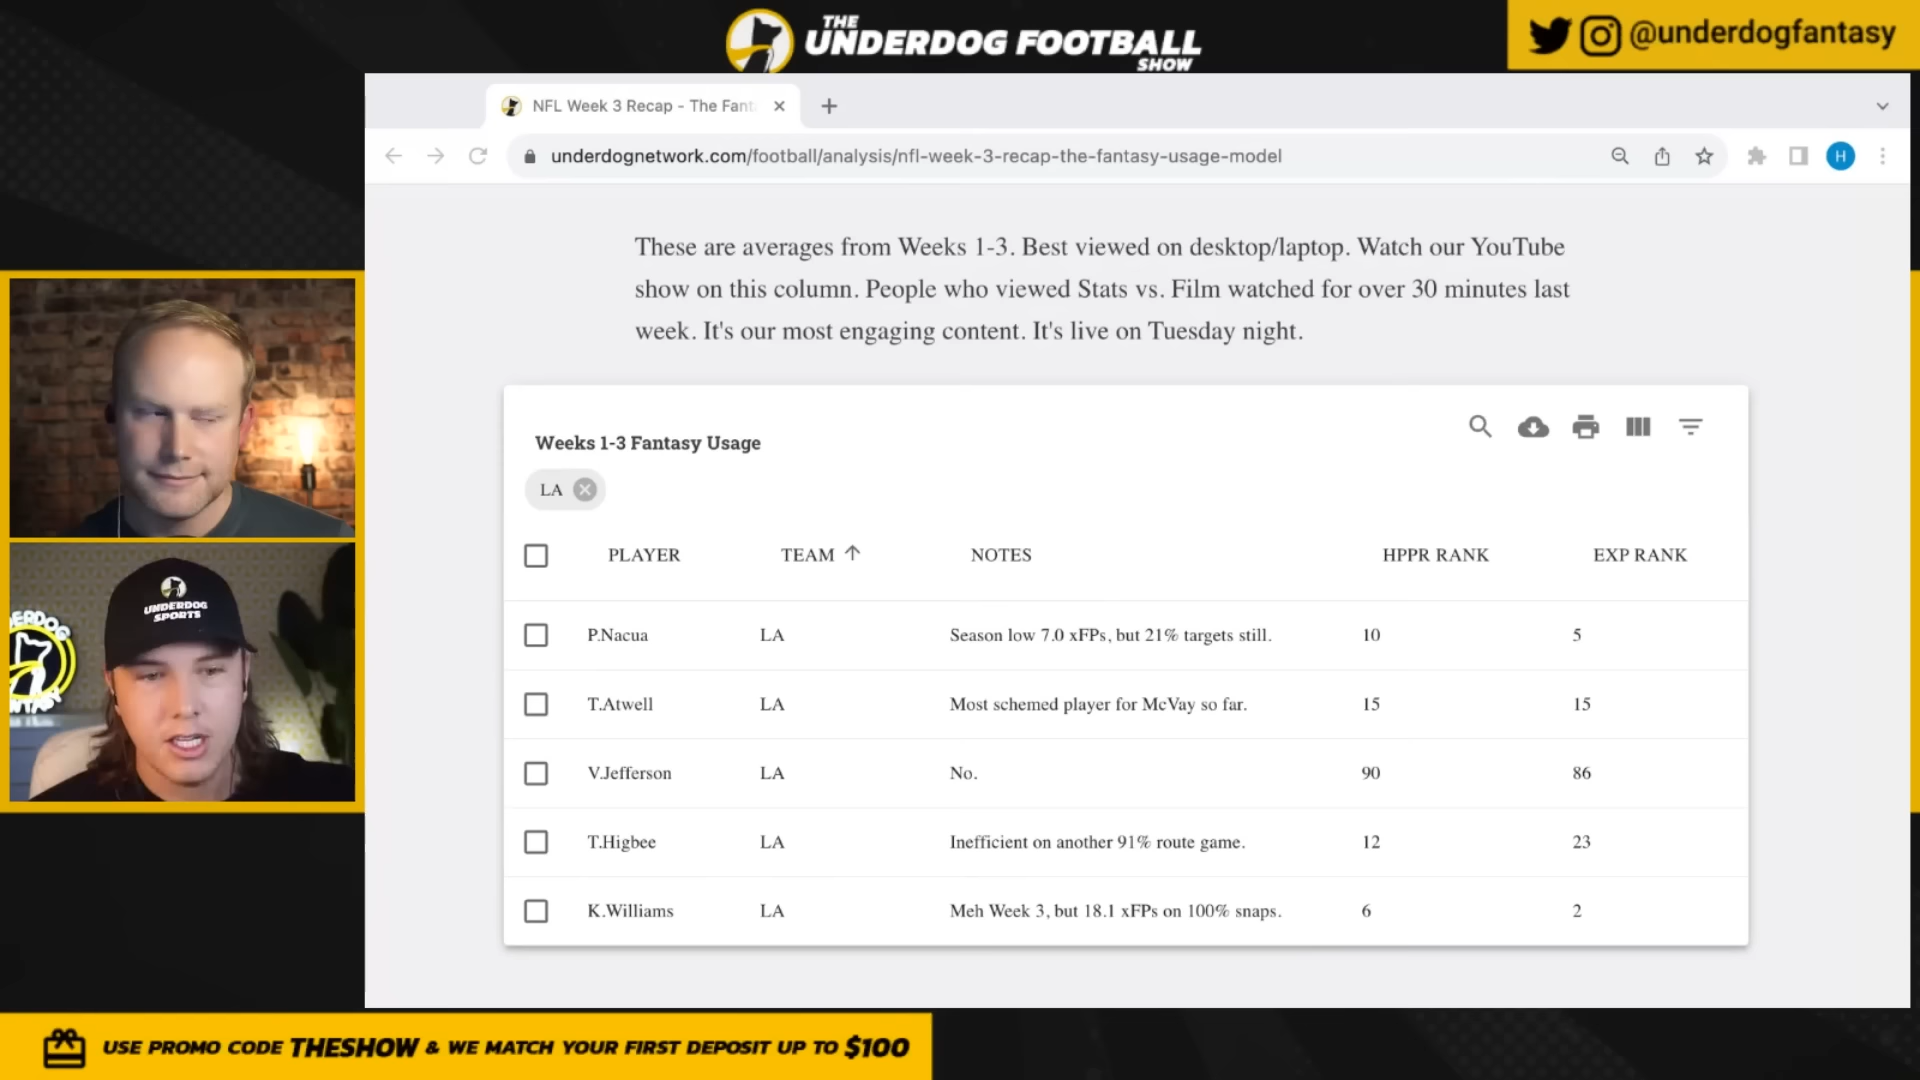 THE
UNDERDOG FOOTBALL
SHOW
@underdogfantasy
NFL Week 3 Recap - The Fant
underdognetwork.com/football/analysis/nfl-week-3-recap-the-fantasy-usage-model
H
These are averages from Weeks 1-3. Best viewed on desktop/laptop. Watch our YouTube
show on this column. People who viewed Stats vs. Film watched for over 30 minutes last
week. It's our most engaging content. It's live on Tuesday night.
Weeks 1-3 Fantasy Usage
LA
PLAYER TEAM NOTES HPPR RANK EXP RANK
P.Nacua LA Season low 7.0 xFPs, but 21% targets still. 10 5
T.Atwell LA Most schemed player for McVay so far. 15 15
V.Jefferson LA No. 90 86
T.Higbee LA Inefficient on another 91% route game. 12 23
K.Williams LA Meh Week 3, but 18.1 xFPs on 100% snaps. 6 2
UNDERDOG
SPORTS
ERDOG
NTASY
USE PROMO CODE THESHOW & WE MATCH YOUR FIRST DEPOSIT UP TO $100